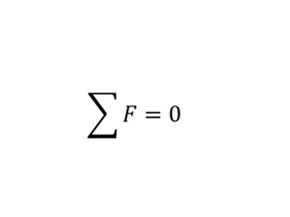 ∑ F = 0